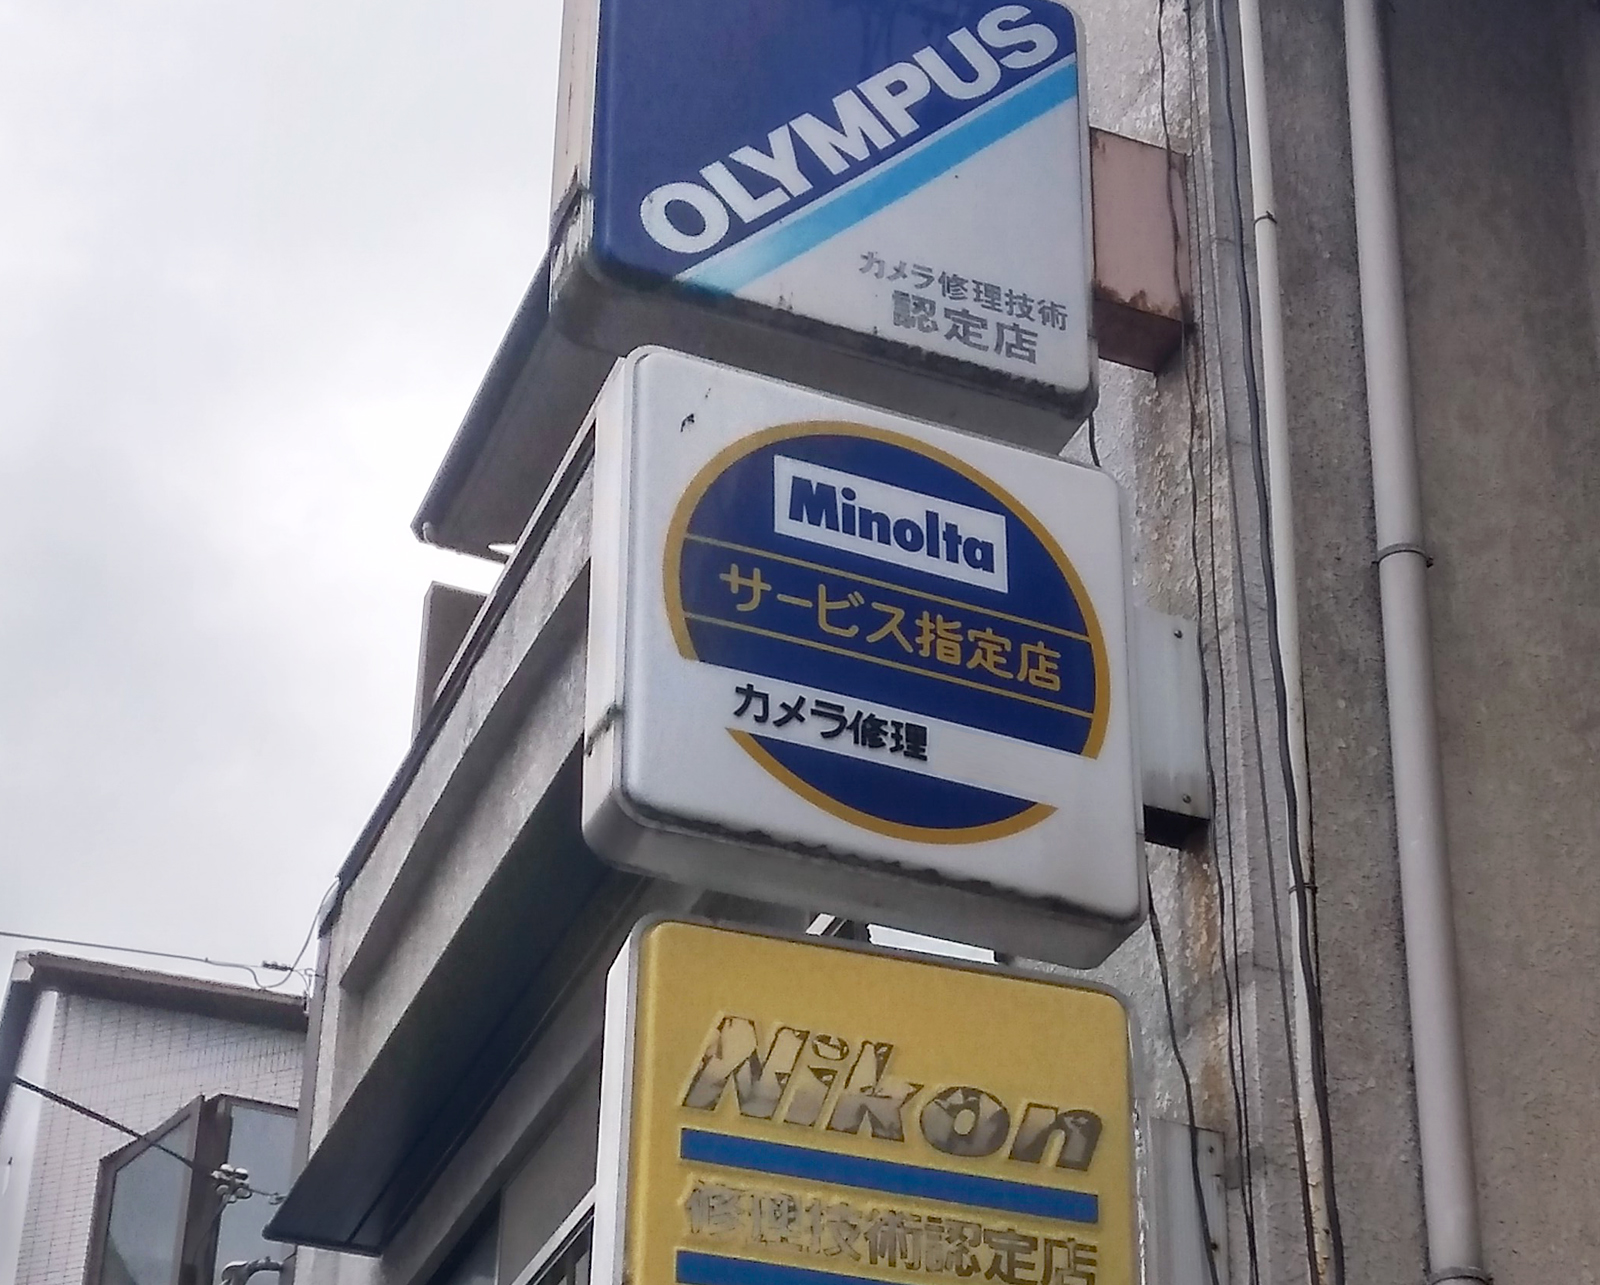 OLYMPUS
カメラ修理技術
認定店
Minolta
サービス指定店
カメラ修理
Nikon
修理技術認定店